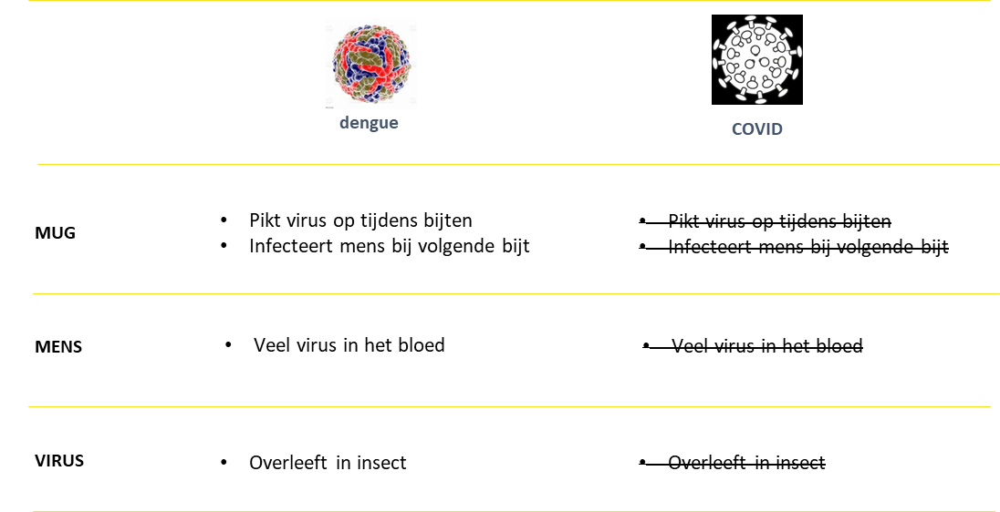 dengue
COVID
MUG
• Pikt virus op tijdens bijten
• Infecteert mens bij volgende bijt
• Pikt virus op tijdens bijten
• Infecteert mens bij volgende bijt
MENS
• Veel virus in het bloed
• Veel virus in het bloed
VIRUS
• Overleeft in insect
• Overleeft in insect